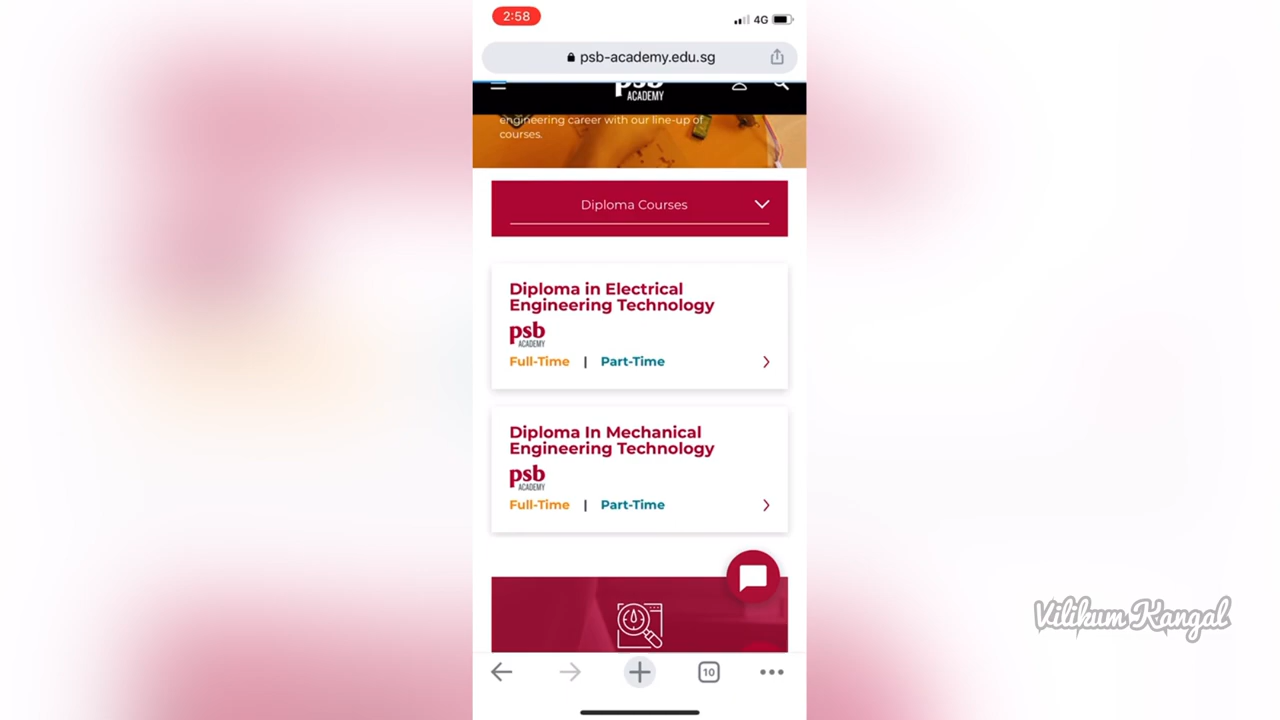 2:58
4G
psb-academy.edu.sg
psb
ACADEMY
engineering career with our line-up of
courses.
Diploma Courses
Diploma in Electrical
Engineering Technology
psb
ACADEMY
Full-Time | Part-Time
Diploma In Mechanical
Engineering Technology
psb
ACADEMY
Full-Time | Part-Time
Vilikum Kangal
10